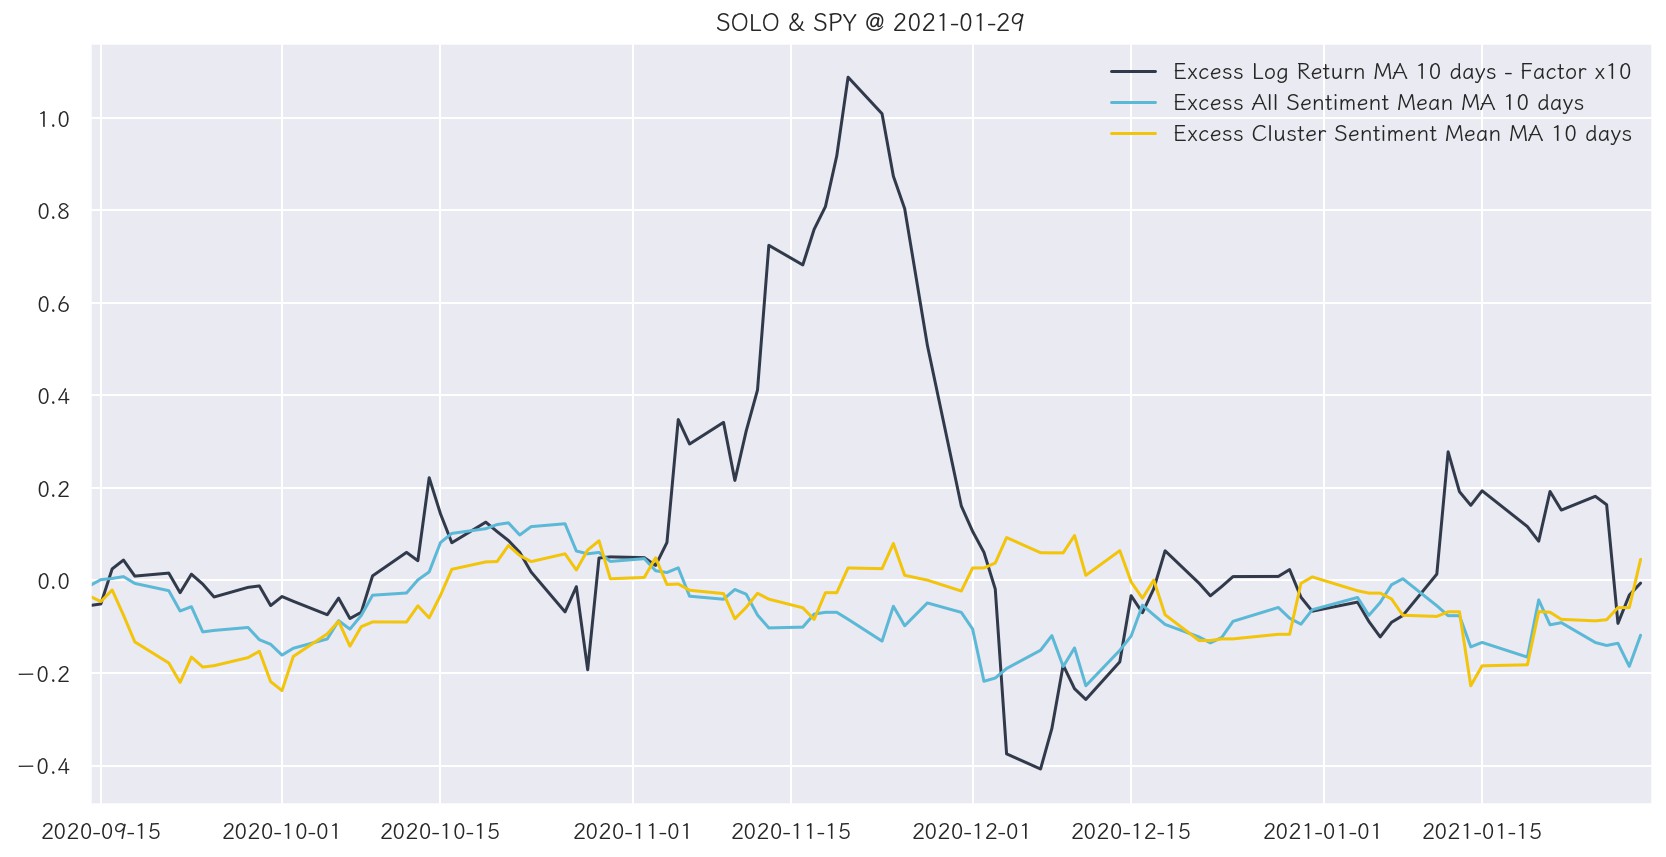 SOLO & SPY @ 2021-01-29
Excess Log Return MA 10 days - Factor x10
Excess All Sentiment Mean MA 10 days
Excess Cluster Sentiment Mean MA 10 days
1.0
0.8
0.6
0.4
0.2
0.0
−0.2
−0.4
2020-09-15 2020-10-01 2020-10-15 2020-11-01 2020-11-15 2020-12-01 2020-12-15 2021-01-01 2021-01-15